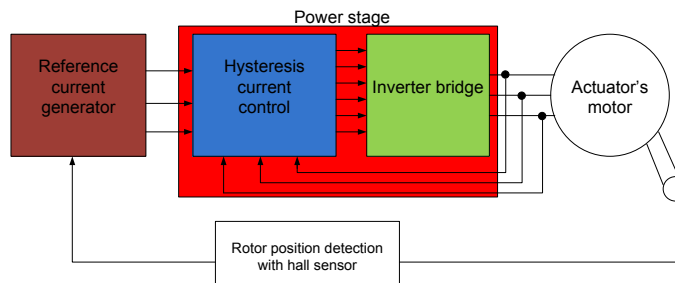 Power stage
Reference
current
generator
Hysteresis
current
control
Inverter bridge
Actuator's
motor
Rotor position detection
with hall sensor